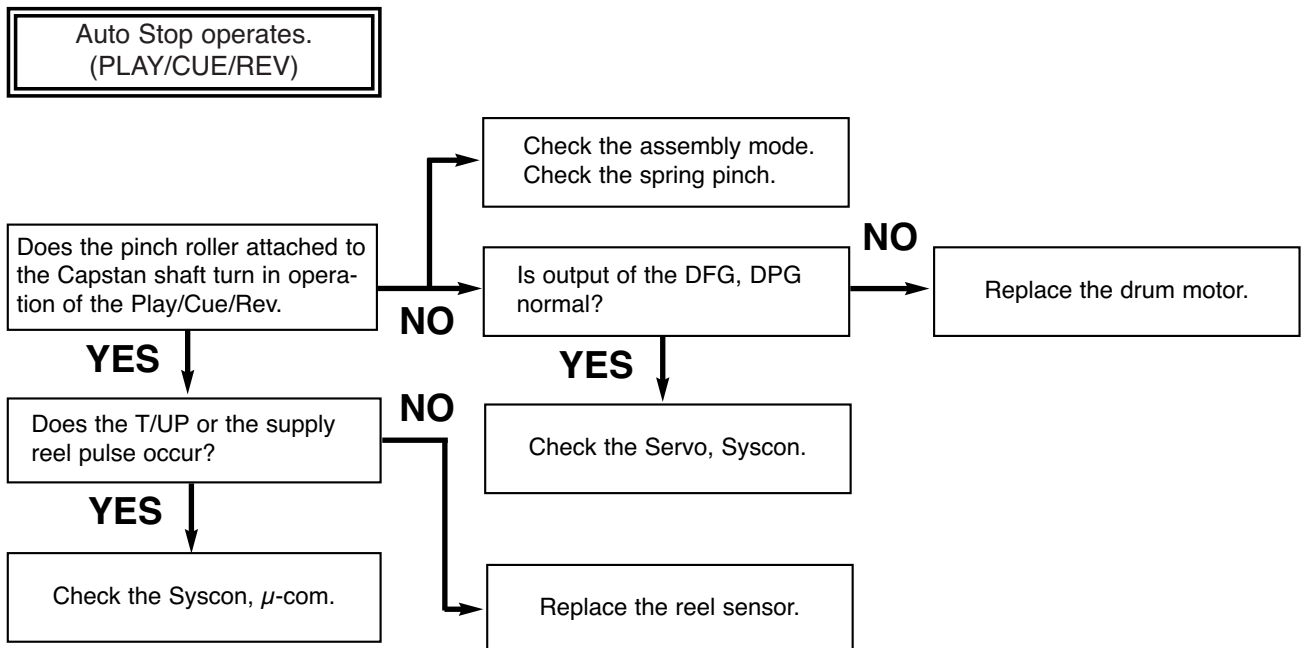 Auto Stop operates.
(PLAY/CUE/REV)
Check the assembly mode.
Check the spring pinch.
Does the pinch roller attached to
the Capstan shaft turn in opera-
tion of the Play/Cue/Rev.
NO
Is output of the DFG, DPG
normal?
NO
Replace the drum motor.
YES
YES
Does the T/UP or the supply
reel pulse occur?
NO
Check the Servo, Syscon.
YES
Check the Syscon, µ-com.
Replace the reel sensor.